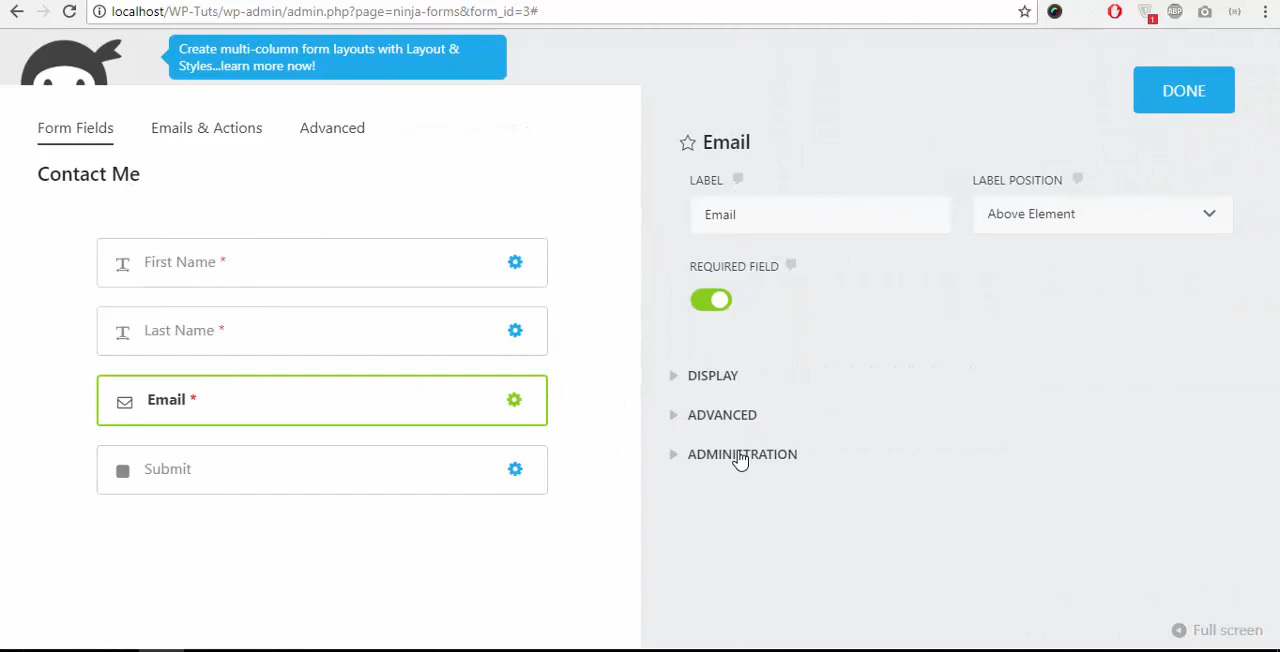 localhost/WP-Tuts/wp-admin/admin.php?page=ninja-forms&form_id=3#
1
ABP
Create multi-column form layouts with Layout &
Styles...learn more now!
DONE
Form Fields
Emails & Actions
Advanced
Contact Me
First Name *
Last Name *
Email *
Submit
Email
LABEL
LABEL POSITION
Email
Above Element
REQUIRED FIELD
DISPLAY
ADVANCED
ADMINISTRATION
Full screen